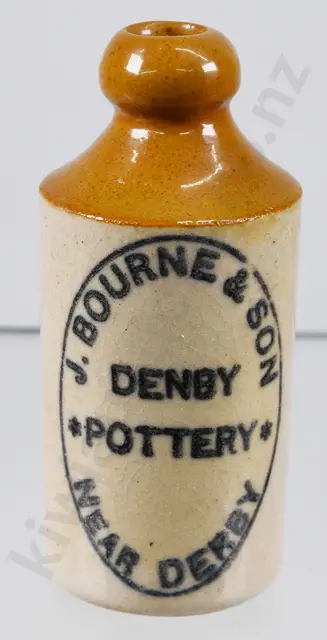 J. BOURNE & SON
DENBY
*POTTERY*
NEAR DERBY